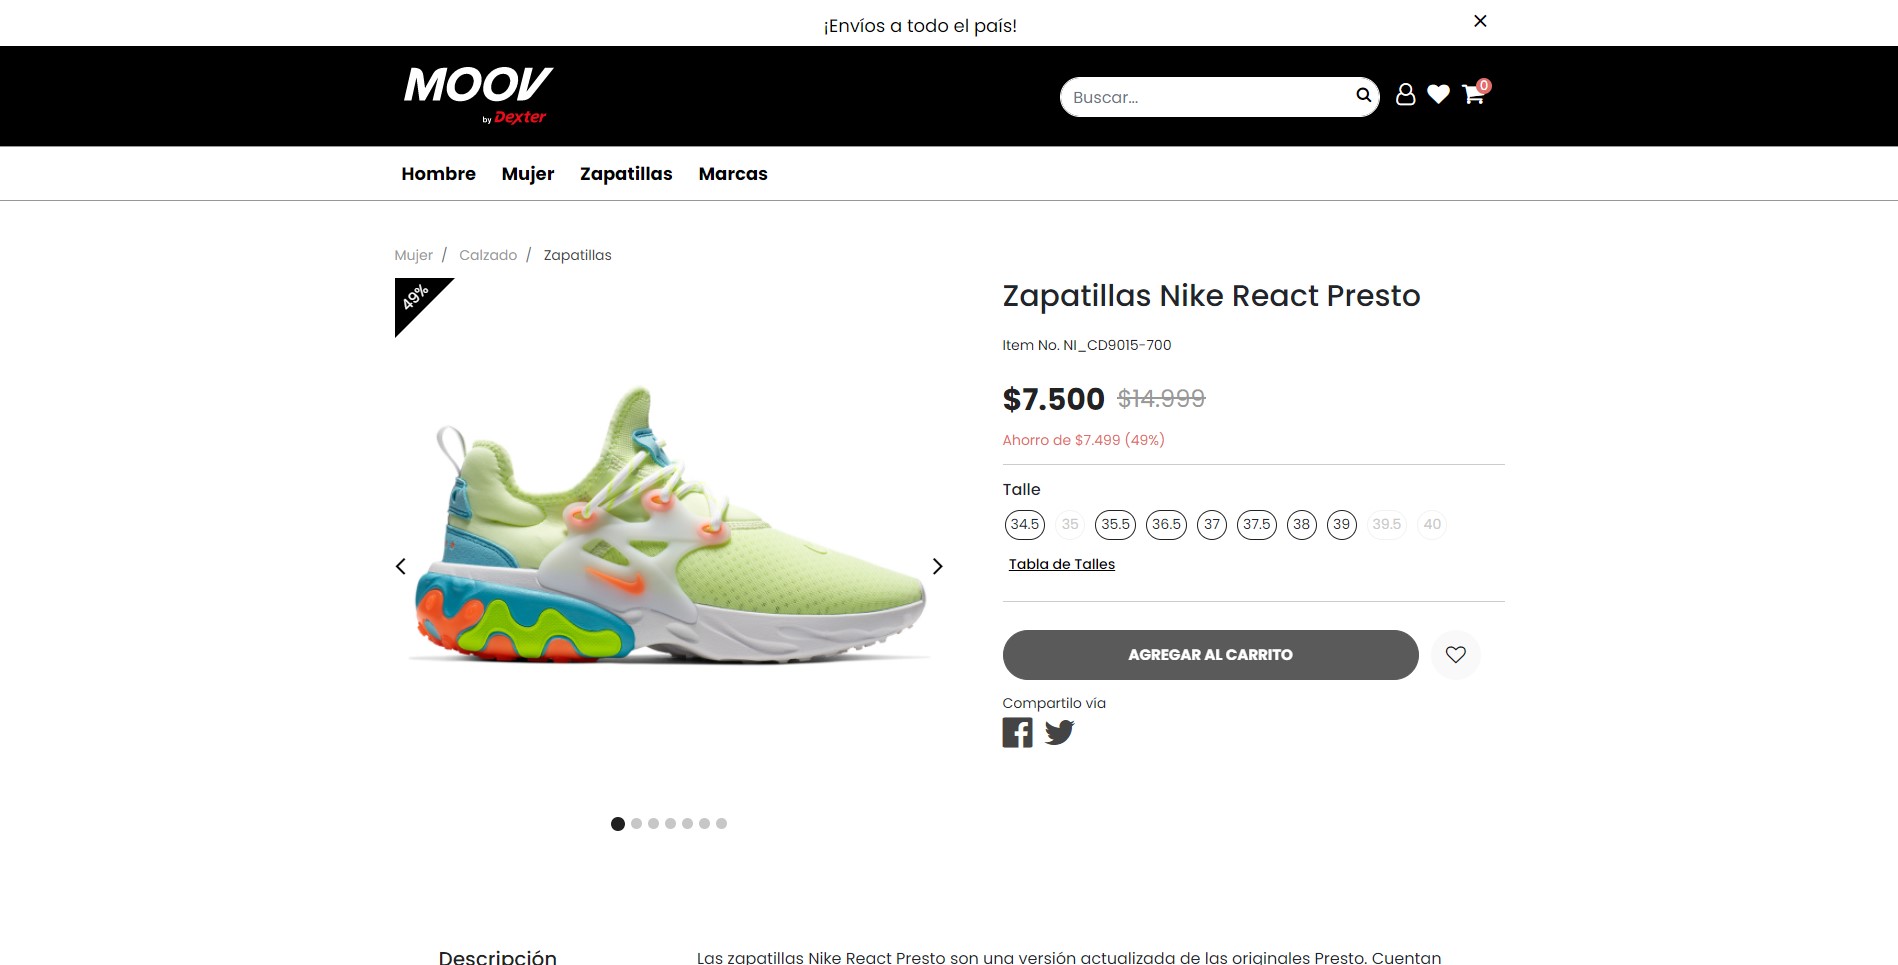 ¡Envíos a todo el país!
MOOV
by Dexter
Buscar...
0
Hombre Mujer Zapatillas Marcas
Mujer / Calzado / Zapatillas
49%
Zapatillas Nike React Presto
Item No. NI_CD9015-700
$7.500 $14.999
Ahorro de $7.499 (49%)
Talle
34.5 35 35.5 36.5 37 37.5 38 39 39.5 40
Tabla de Talles
AGREGAR AL CARRITO
Compartilo vía
Descripción
Las zapatillas Nike React Presto son una versión actualizada de las originales Presto. Cuentan